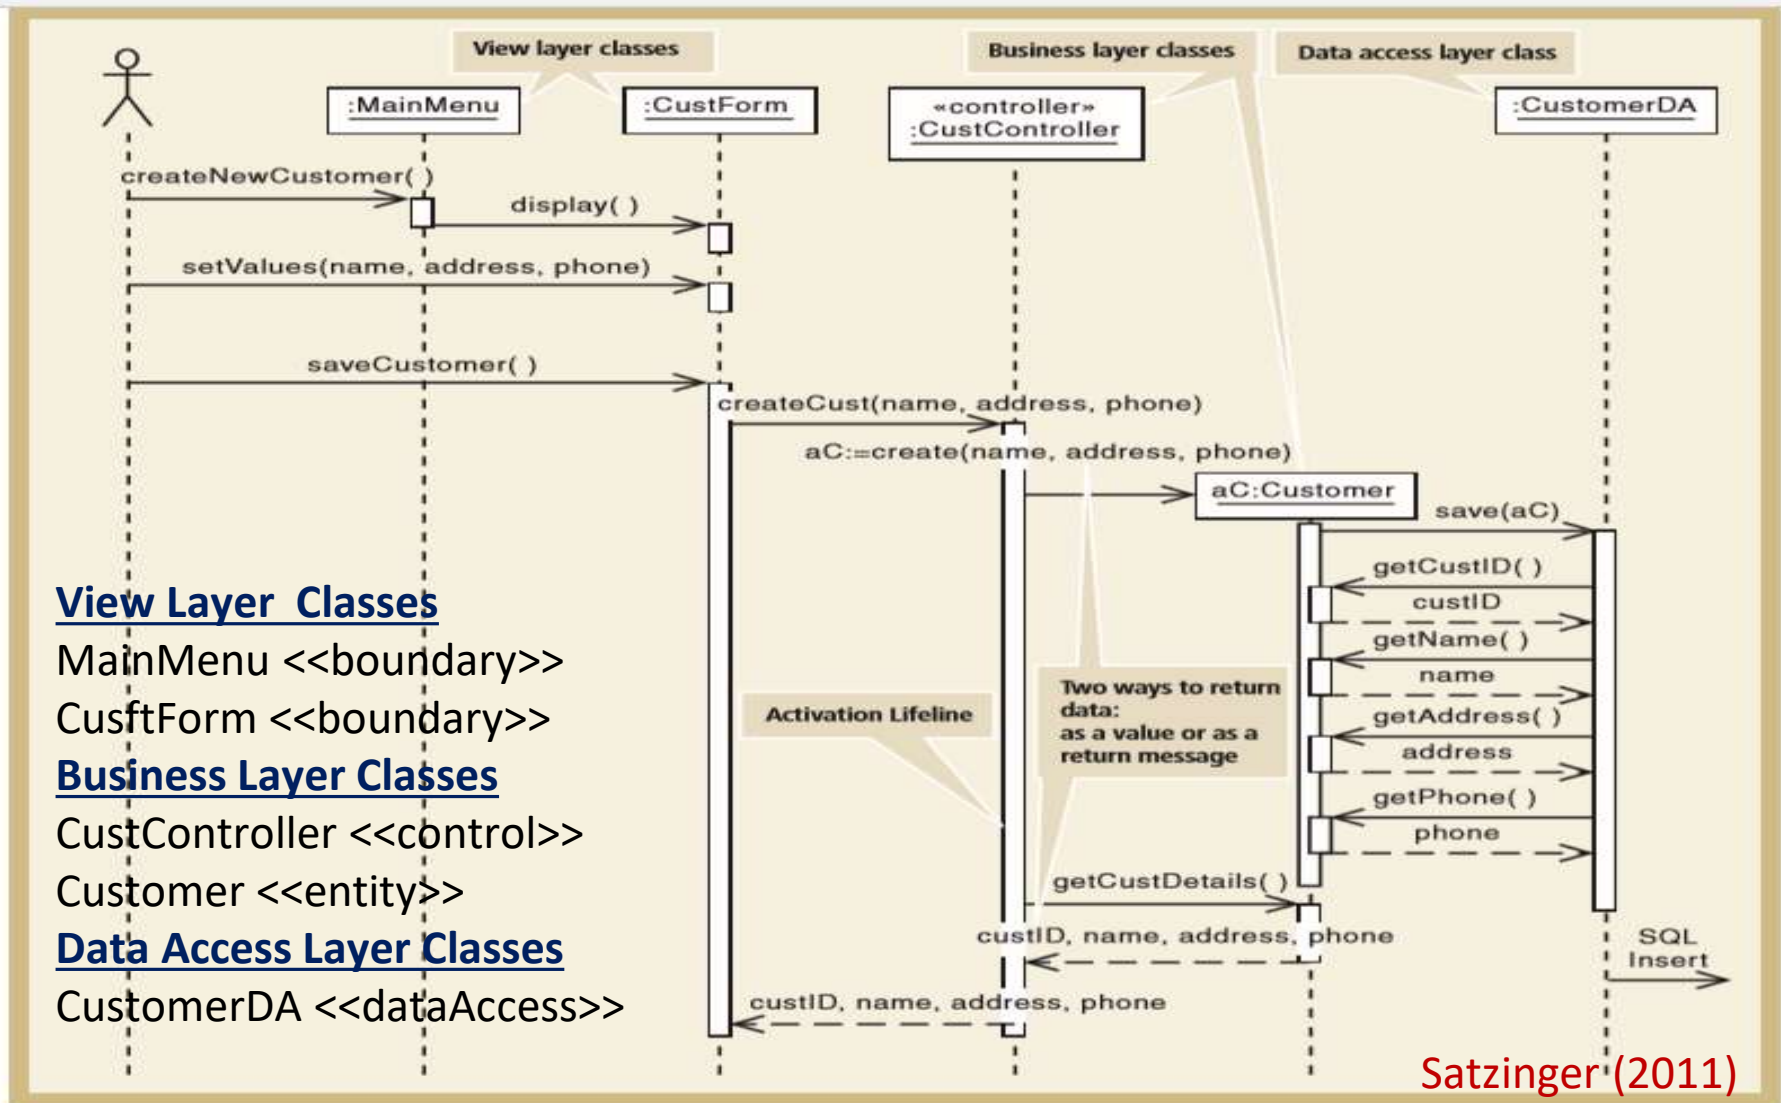 View layer classes
Business layer classes
Data access layer class
:MainMenu
:CustForm
«controller»
:CustController
:CustomerDA
createNewCustomer( )
display( )
setValues(name, address, phone)
saveCustomer( )
createCust(name, address, phone)
aC:=create(name, address, phone)
aC:Customer
save(aC)
getCustID( )
custID
getName( )
name
getAddress( )
address
getPhone( )
phone
Activation Lifeline
Two ways to return
data:
as a value or as a
return message
getCustDetails( )
custID, name, address, phone
custID, name, address, phone
SQL
Insert
View Layer  Classes
MainMenu <<boundary>>
CusftForm <<boundary>>
Business Layer Classes
CustController <<control>>
Customer <<entity>>
Data Access Layer Classes
CustomerDA <<dataAccess>>
Satzinger (2011)